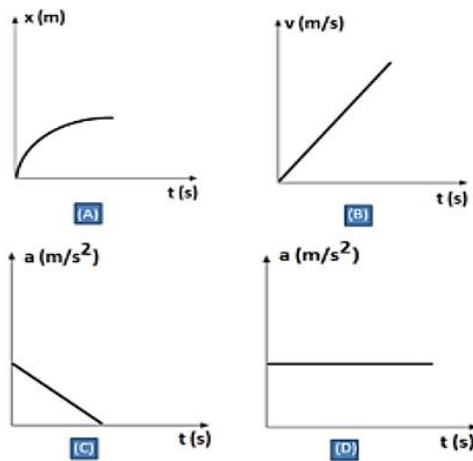 x (m)
t (s)
(A)
v (m/s)
t (s)
(B)
a (m/s²)
t (s)
(C)
a (m/s²)
t (s)
(D)